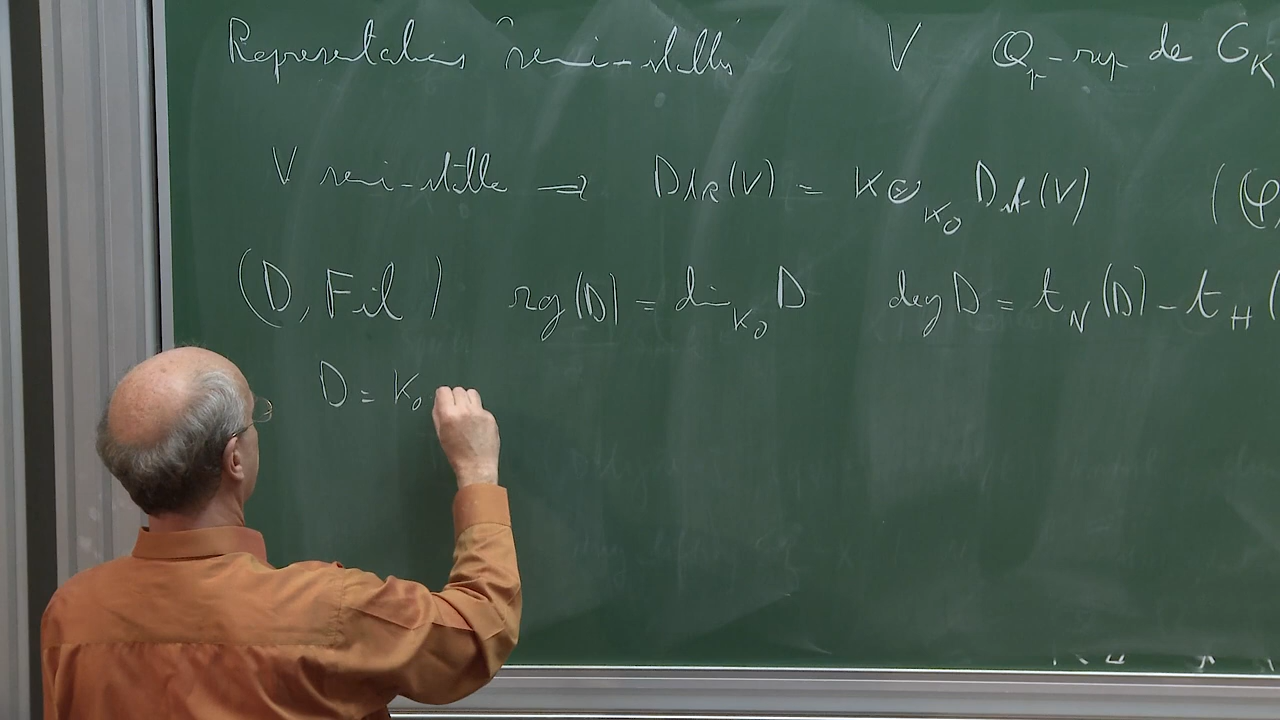 Representations semi-stables V Q_p-rep de G_K
V semi-stable ⇒ D_dR(V) = K ⊗_{K_0} D_st(V) (φ,
(D, Fil) rg(D) = dim_{K_0} D deg D = t_N(D) - t_H(
D = K_0